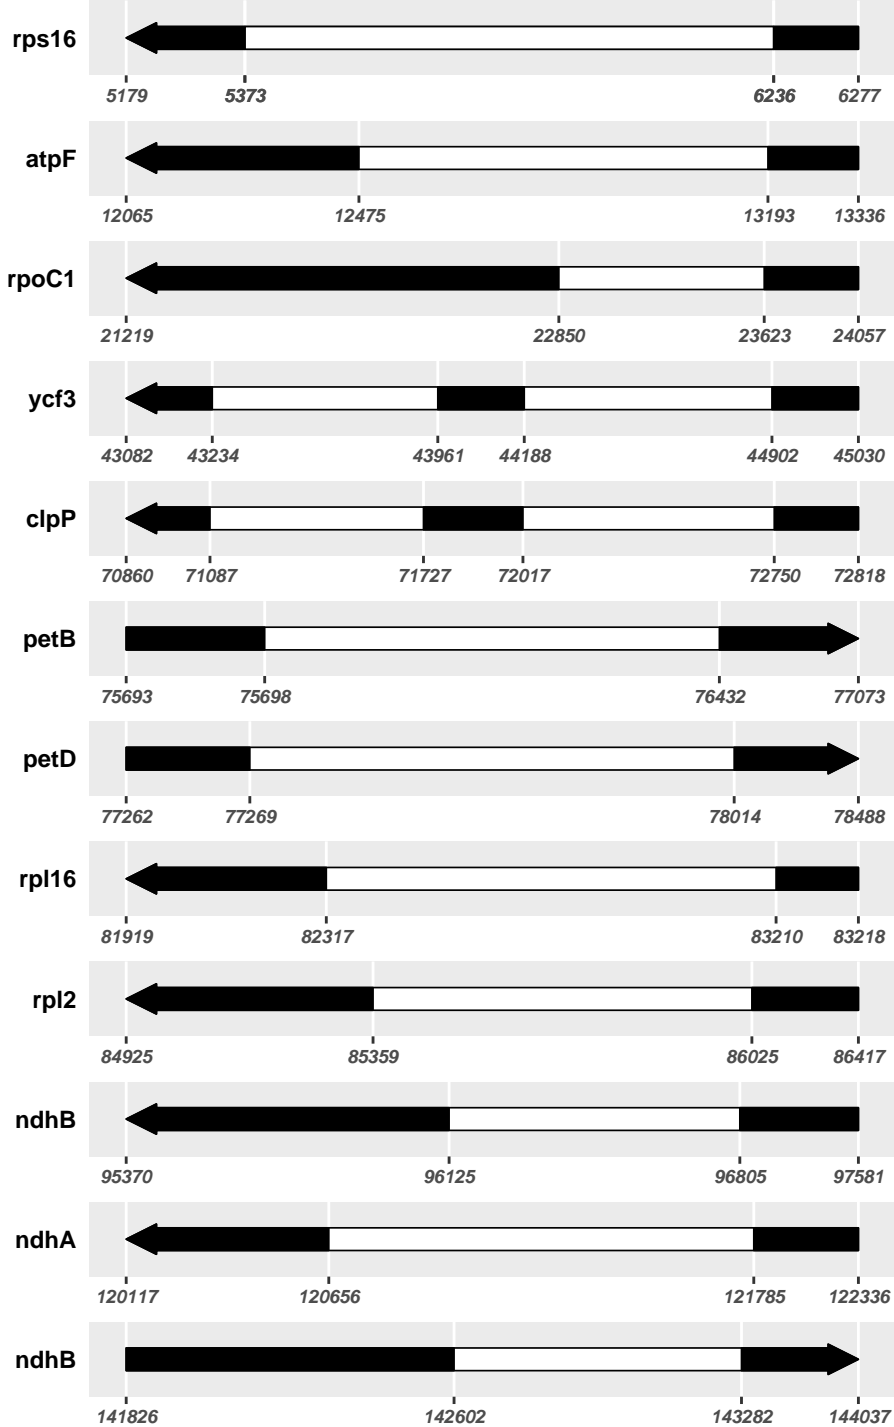 rps16
5179 5373 6236 6277
atpF
12065 12475 13193 13336
rpoC1
21219 22850 23623 24057
ycf3
43082 43234 43961 44188 44902 45030
clpP
70860 71087 71727 72017 72750 72818
petB
75693 75698 76432 77073
petD
77262 77269 78014 78488
rpl16
81919 82317 83210 83218
rpl2
84925 85359 86025 86417
ndhB
95370 96125 96805 97581
ndhA
120117 120656 121785 122336
ndhB
141826 142602 143282 144037